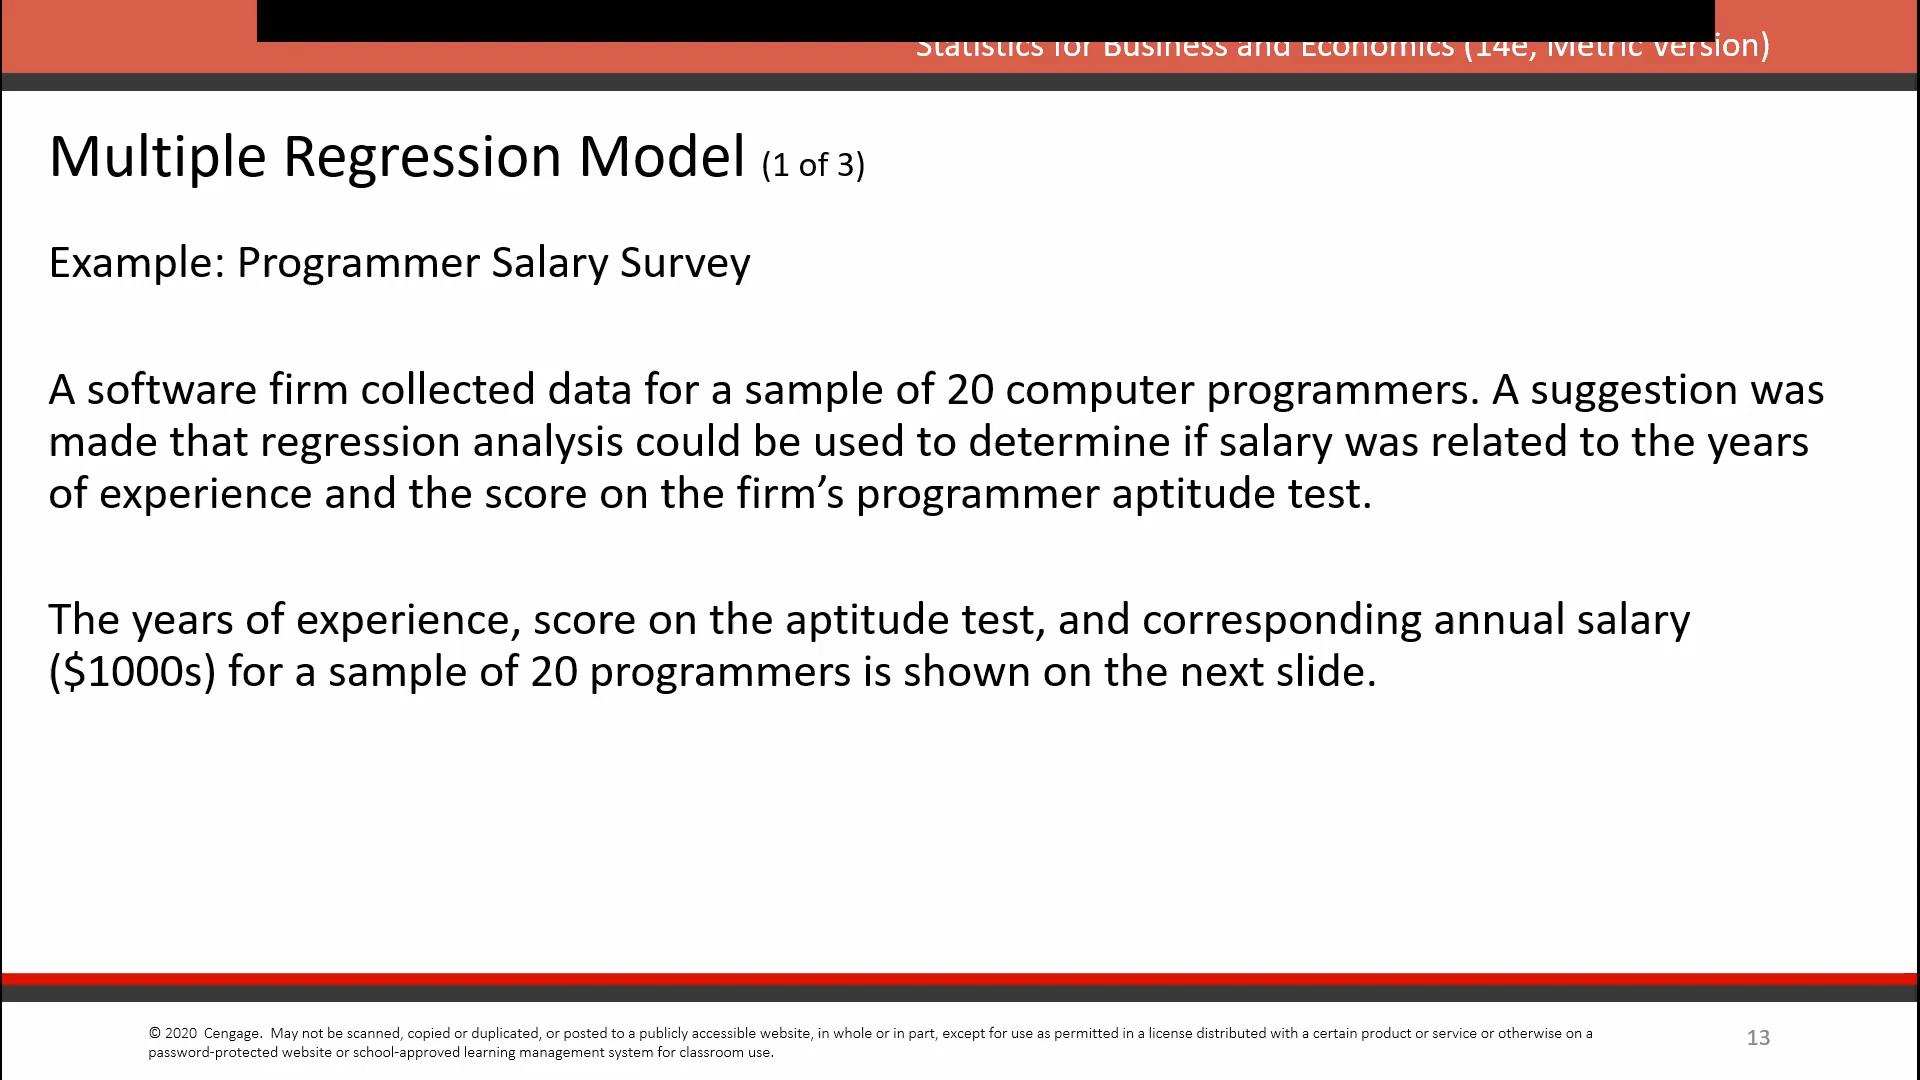 Statistics for Business and Economics (14e, Metric Version)
Multiple Regression Model (1 of 3)
Example: Programmer Salary Survey
A software firm collected data for a sample of 20 computer programmers. A suggestion was
made that regression analysis could be used to determine if salary was related to the years
of experience and the score on the firm’s programmer aptitude test.
The years of experience, score on the aptitude test, and corresponding annual salary
($1000s) for a sample of 20 programmers is shown on the next slide.
© 2020 Cengage. May not be scanned, copied or duplicated, or posted to a publicly accessible website, in whole or in part, except for use as permitted in a license distributed with a certain product or service or otherwise on a
password-protected website or school-approved learning management system for classroom use.
13